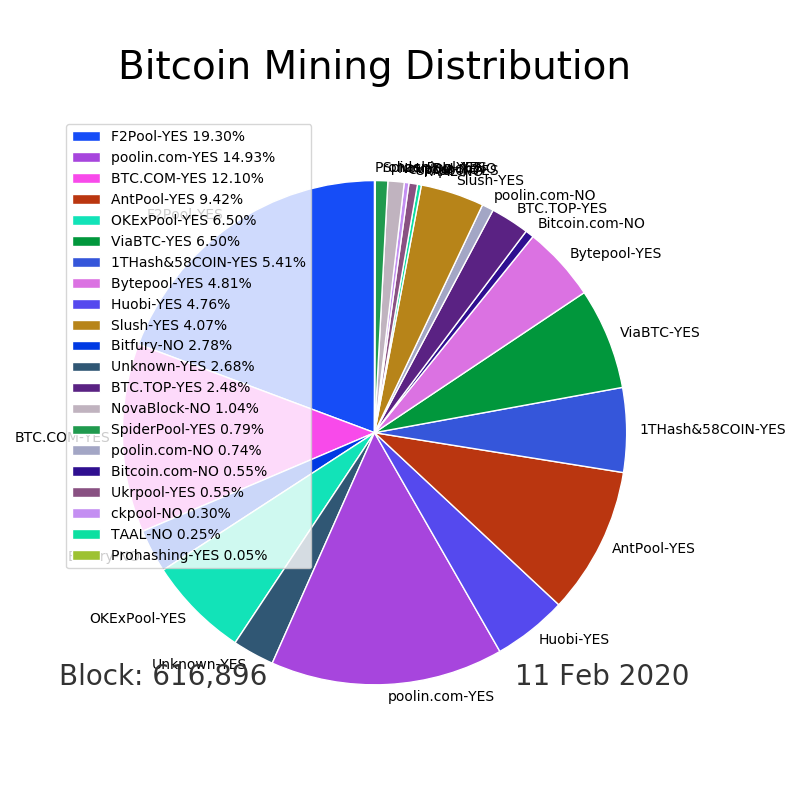 Bitcoin Mining Distribution
F2Pool-YES 19.30%
poolin.com-YES 14.93%
BTC.COM-YES 12.10%
AntPool-YES 9.42%
OKExPool-YES 6.50%
ViaBTC-YES 6.50%
1THash&58COIN-YES 5.41%
Bytepool-YES 4.81%
Huobi-YES 4.76%
Slush-YES 4.07%
Bitfury-NO 2.78%
Unknown-YES 2.68%
BTC.TOP-YES 2.48%
NovaBlock-NO 1.04%
SpiderPool-YES 0.79%
poolin.com-NO 0.74%
Bitcoin.com-NO 0.55%
Ukrpool-YES 0.55%
ckpool-NO 0.30%
TAAL-NO 0.25%
Prohashing-YES 0.05%
Slush-YES
poolin.com-NO
BTC.TOP-YES
Bitcoin.com-NO
Bytepool-YES
ViaBTC-YES
1THash&58COIN-YES
AntPool-YES
Huobi-YES
poolin.com-YES
Unknown-YES
OKExPool-YES
BTC.COM-YES
F2Pool-YES
Block: 616,896
11 Feb 2020